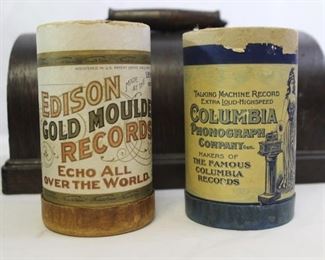 EDISON
GOLD MOULDE
RECORDS
ECHO ALL
OVER THE WORLD
TALKING MACHINE RECORD
EXTRA LOUD-HIGHSPEED
COLUMBIA
PHONOGRAPH
COMPANY GENL.
MAKERS OF
THE FAMOUS
COLUMBIA
RECORDS